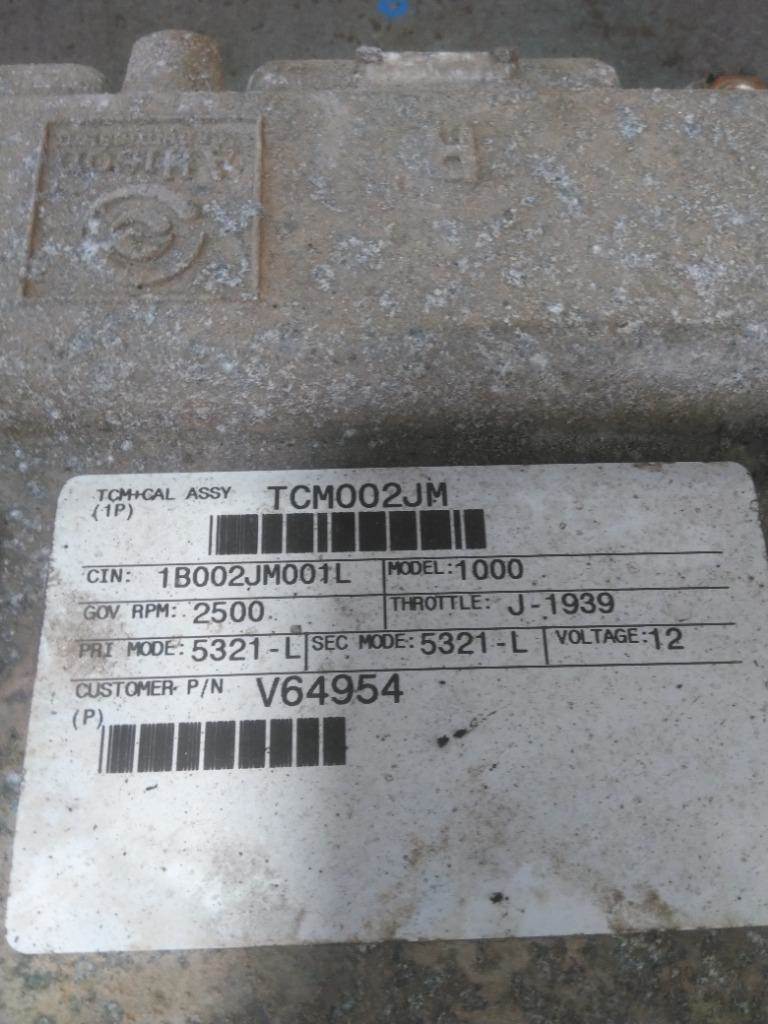 Allison
R
TCM+CAL ASSY TCM002JM
(1P)
CIN: 1B002JM001L MODEL: 1000
GOV RPM: 2500 THROTTLE: J-1939
PRI MODE: 5321-L SEC MODE: 5321-L VOLTAGE: 12
CUSTOMER P/N V64954
(P)